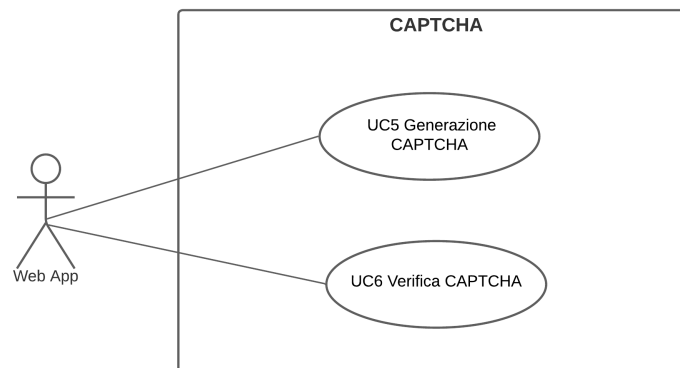 CAPTCHA
UC5 Generazione
CAPTCHA
Web App
UC6 Verifica CAPTCHA